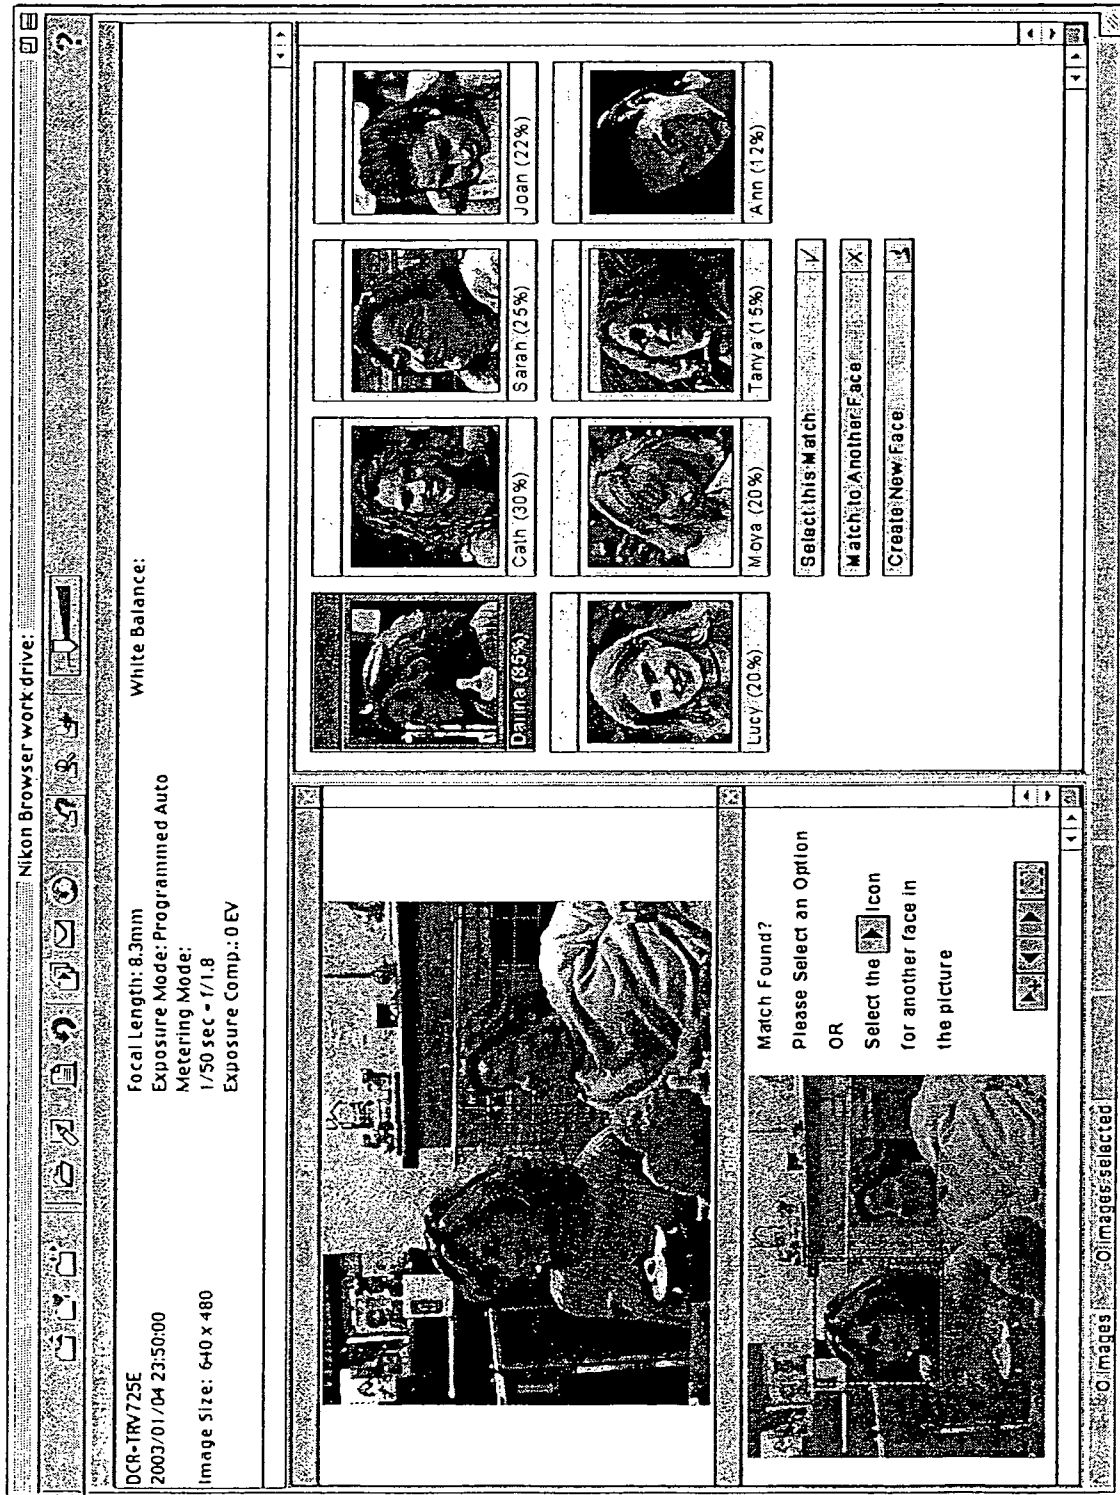 Nikon Browser work drive:
?
DCR-TRV725E
2003/01/04 23:50:00
Image Size: 640 x 480
Focal Length: 8.3mm
Exposure Mode: Programmed Auto
Metering Mode:
1/50 sec - f/1.8
Exposure Comp.: 0 EV
White Balance:
Match Found?
Please Select an Option
OR
Select the Icon
for another face in
the picture
(85%)
Cath (30%)
Sarah (25%)
Joan (22%)
Lucy (20%)
Moya (20%)
Tanya (15%)
Ann (12%)
Select this Match
Match to Another Face
Create New Face
0 Images
0 Images selected